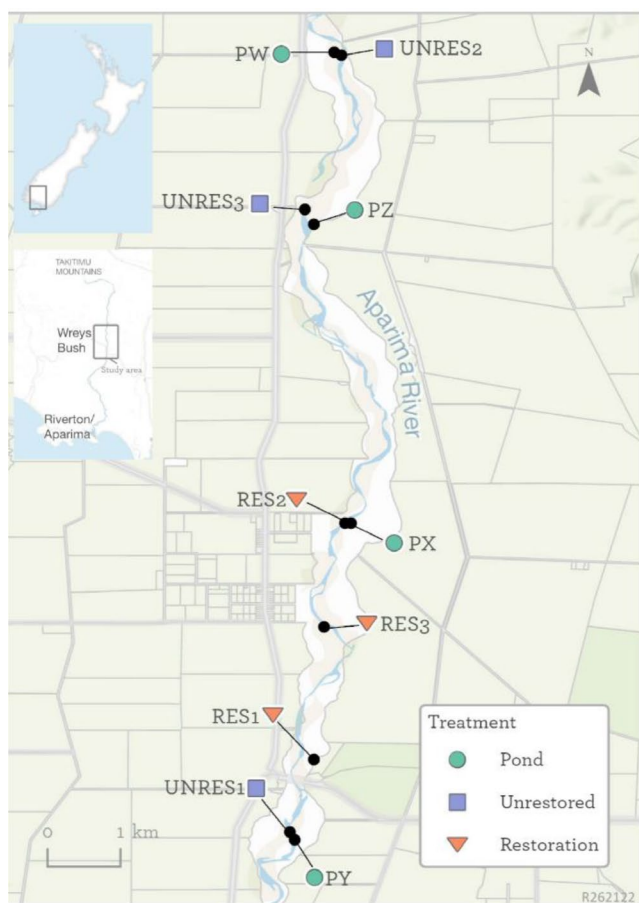 PW
UNRES2
N
UNRES3
PZ
Aparima River
TAKITIMU
MOUNTAINS
Wreys
Bush
Study area
Riverton/
Aparima
RES2
PX
RES3
RES1
UNRES1
PY
0 1 km
Treatment
Pond
Unrestored
Restoration
R262122